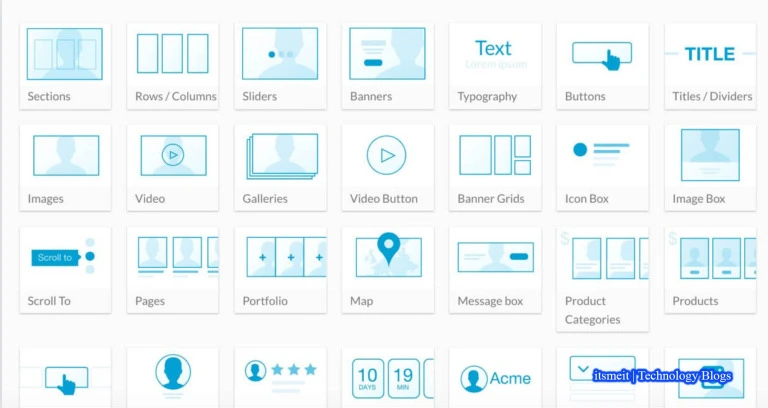 Text
Lorem ipsum
TITLE
Sections
Rows / Columns
Sliders
Banners
Typography
Buttons
Titles / Dividers
Images
Video
Galleries
Video Button
Banner Grids
Icon Box
Image Box
Scroll to
$
$
Scroll To
Pages
Portfolio
Map
Message box
Product
Categories
Products
10
DAYS
19
MIN
Acme
itsmeit | Technology Blogs